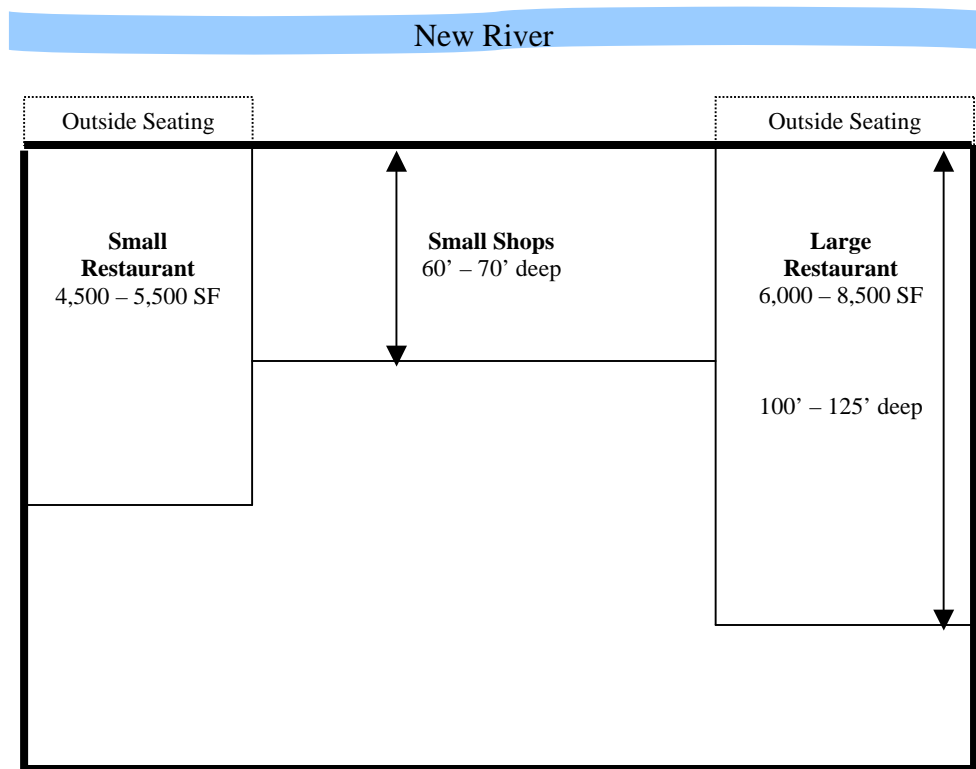 New River
Outside Seating
Outside Seating
Small
Restaurant
4,500 – 5,500 SF
Small Shops
60’ – 70’ deep
Large
Restaurant
6,000 – 8,500 SF
100’ – 125’ deep